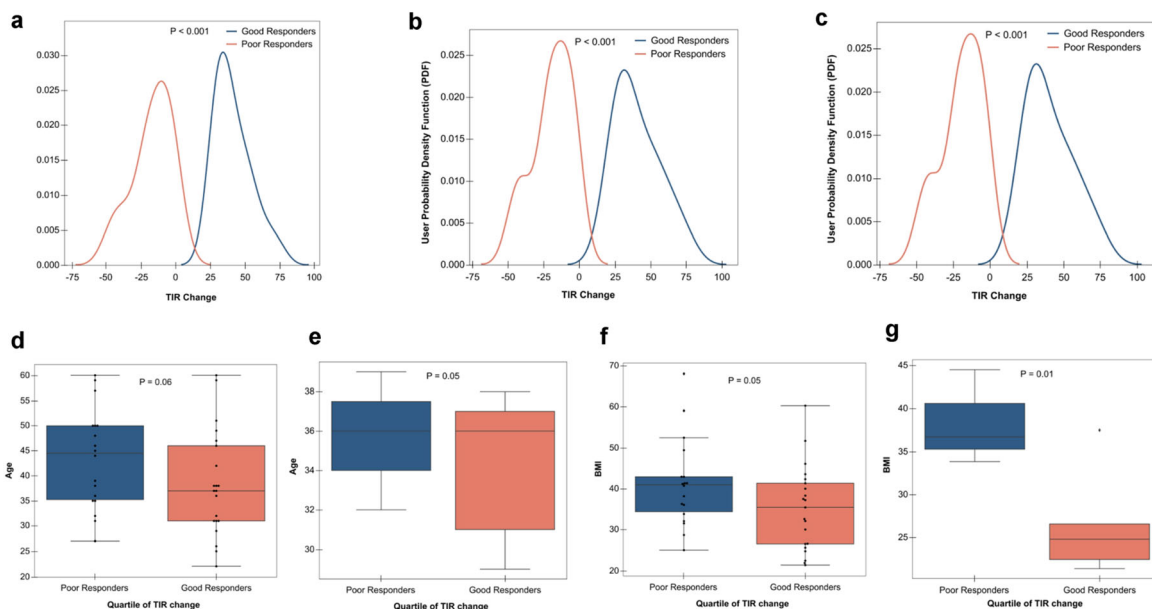 a
P < 0.001
Good Responders
Poor Responders
0.030
0.025
0.020
0.015
0.010
0.005
0.000
-75 -50 -25 0 25 50 75 100
TIR Change
b
P < 0.001
Good Responders
Poor Responders
User Probability Density Function (PDF)
0.025
0.020
0.015
0.010
0.005
0.000
-75 -50 -25 0 25 50 75 100
TIR Change
c
P < 0.001
Good Responders
Poor Responders
User Probability Density Function (PDF)
0.025
0.020
0.015
0.010
0.005
0.000
-75 -50 -25 0 25 50 75 100
TIR Change
d
P = 0.06
Age
60
55
50
45
40
35
30
25
20
Poor Responders Good Responders
Quartile of TIR change
e
P = 0.05
Age
38
36
34
32
30
Poor Responders Good Responders
Quartile of TIR change
f
P = 0.05
BMI
70
60
50
40
30
20
Poor Responders Good Responders
Quartile of TIR change
g
P = 0.01
BMI
45
40
35
30
25
Poor Responders Good Responders
Quartile of TIR change